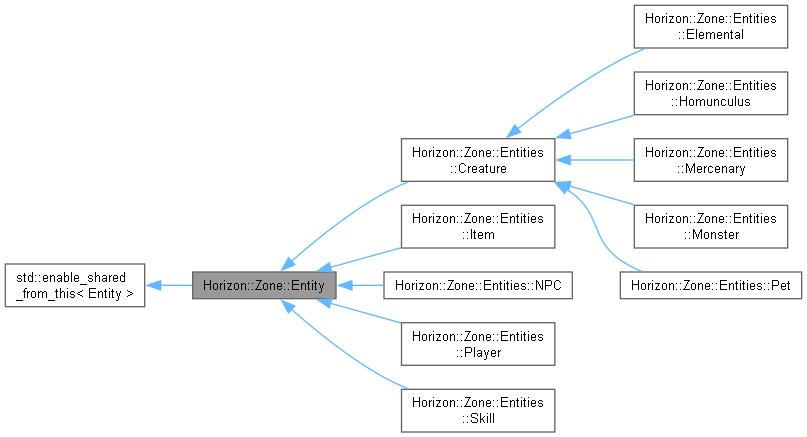 std::enable_shared
_from_this< Entity >
Horizon::Zone::Entity
Horizon::Zone::Entities
::Creature
Horizon::Zone::Entities
::Item
Horizon::Zone::Entities::NPC
Horizon::Zone::Entities
::Player
Horizon::Zone::Entities
::Skill
Horizon::Zone::Entities
::Elemental
Horizon::Zone::Entities
::Homunculus
Horizon::Zone::Entities
::Mercenary
Horizon::Zone::Entities
::Monster
Horizon::Zone::Entities::Pet